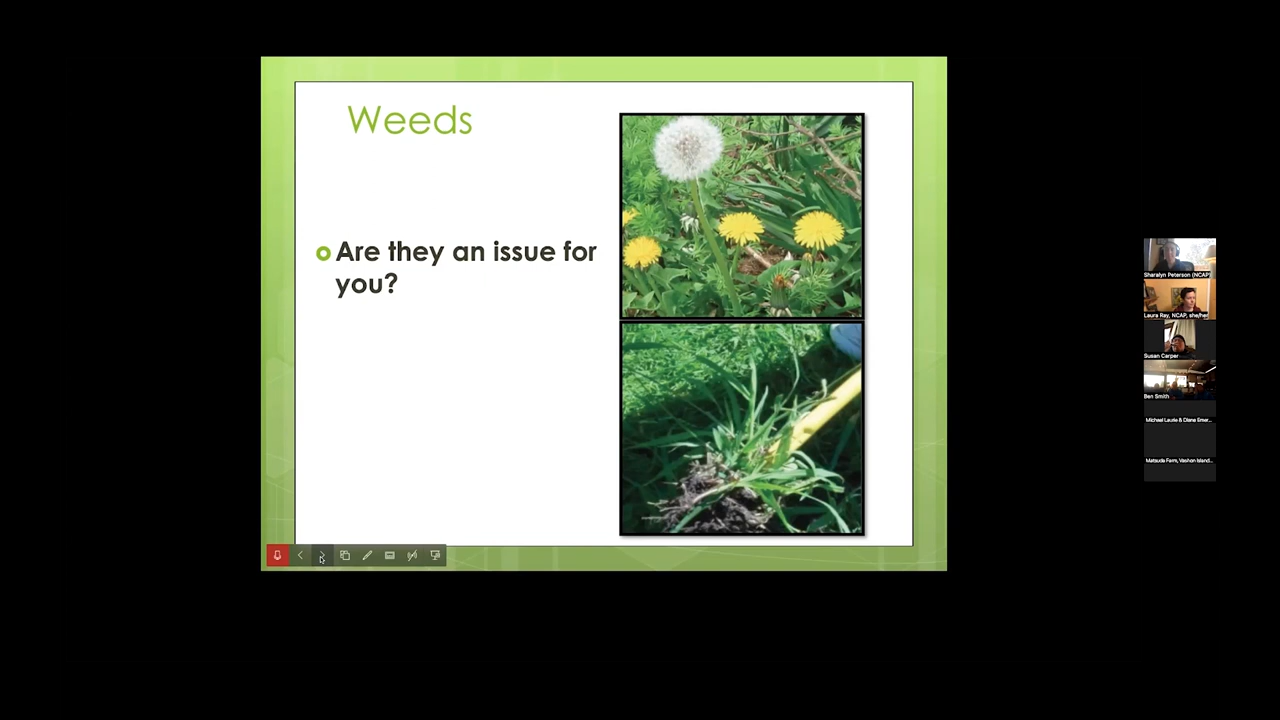 Weeds
Are they an issue for
you?
Sharalyn Peterson (NCAP)
Laura Ray, NCAP, she/her
Susan Carper
Ben Smith
Michael Laurie & Diane Emer...
Matsuda Farm, Vashon Island...